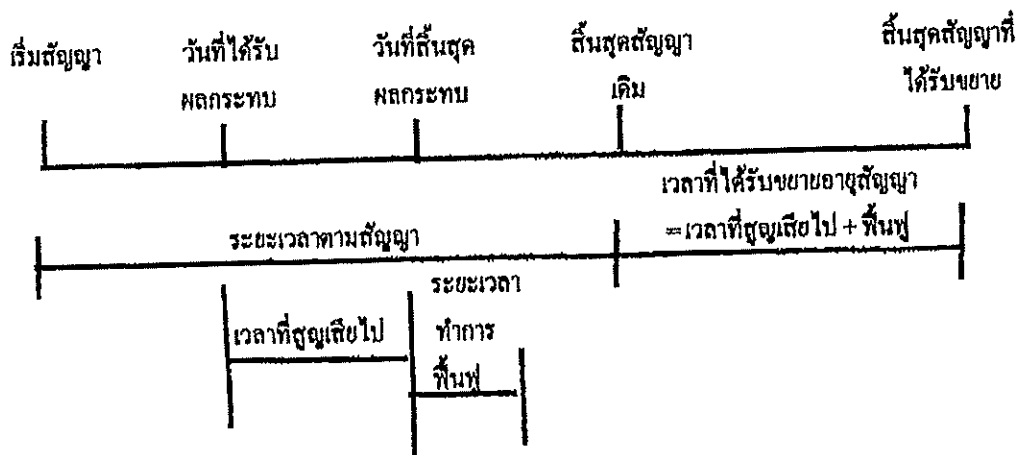 เริ่มสัญญา
วันที่ได้รับ
ผลกระทบ
วันที่สิ้นสุด
ผลกระทบ
สิ้นสุดสัญญา
เดิม
สิ้นสุดสัญญาที่
ได้รับขยาย
เวลาที่ได้รับขยายอายุสัญญา
=เวลาที่สูญเสียไป + ฟื้นฟู
ระยะเวลาตามสัญญา
ระยะเวลา
ทำการ
ฟื้นฟู
เวลาที่สูญเสียไป